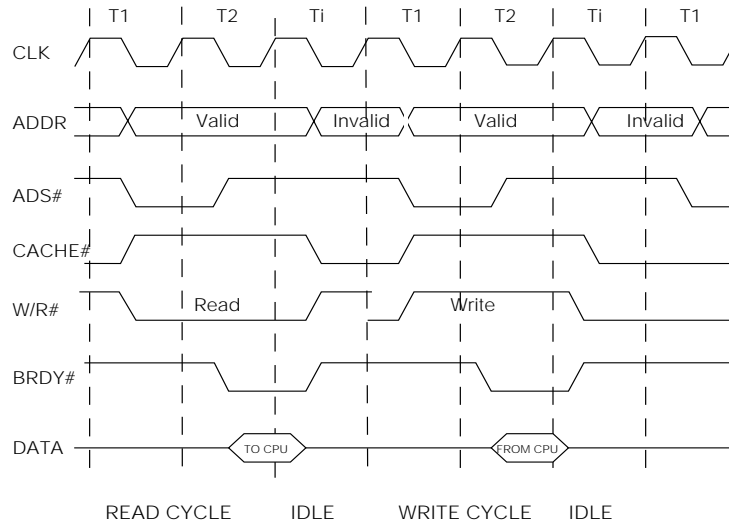 T1 T2 Ti T1 T2 Ti T1
CLK
ADDR Valid Invalid Valid Invalid
ADS#
CACHE#
W/R# Read Write
BRDY#
DATA TO CPU FROM CPU
READ CYCLE IDLE WRITE CYCLE IDLE